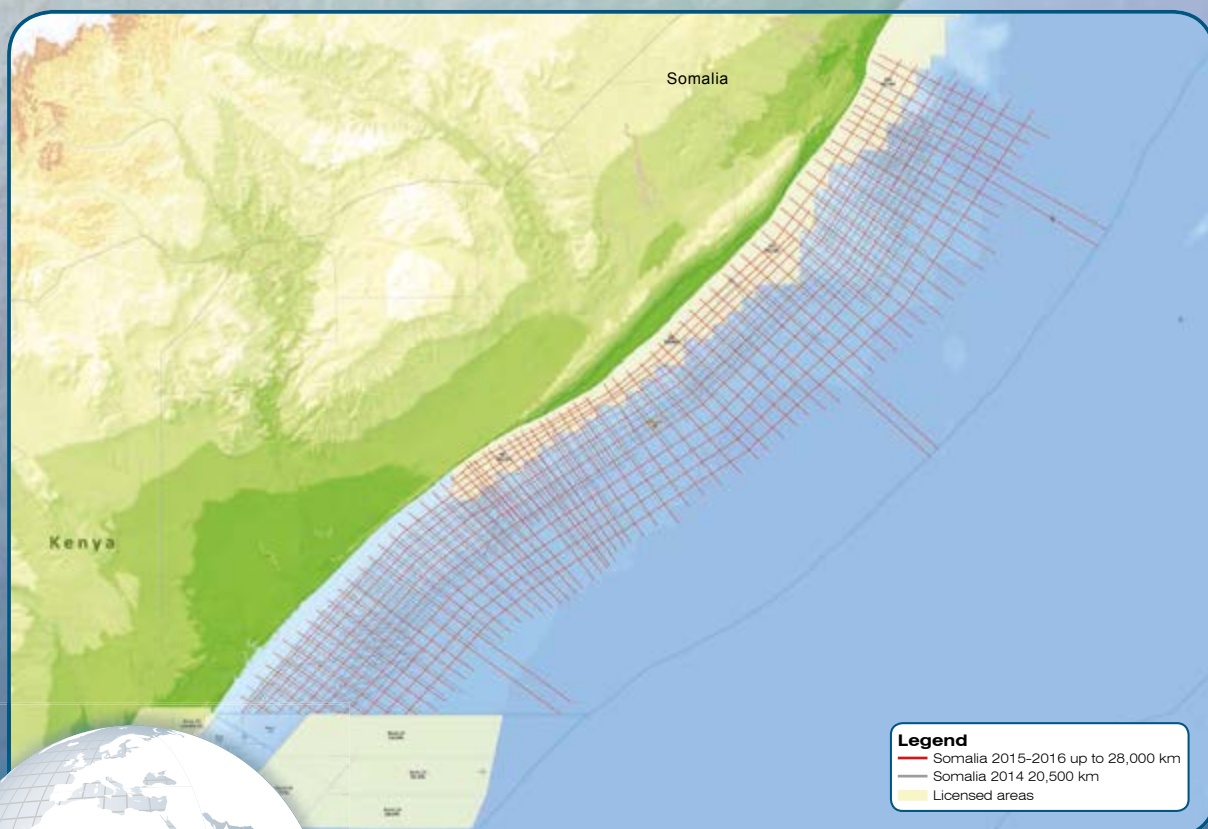 Somalia
Kenya
Legend
Somalia 2015-2016 up to 28,000 km
Somalia 2014 20,500 km
Licensed areas